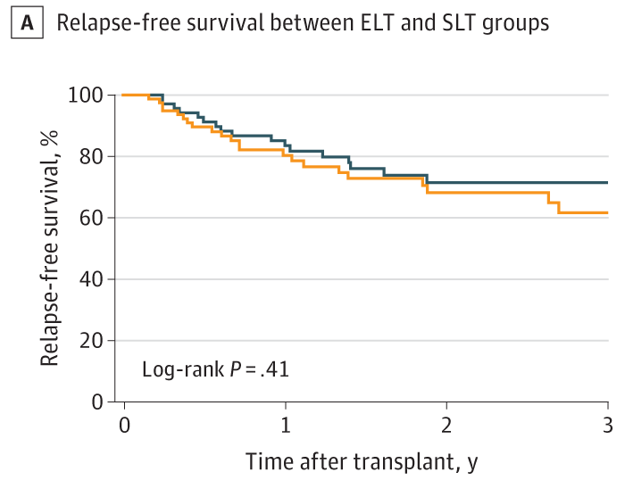 A Relapse-free survival between ELT and SLT groups
Relapse-free survival, %
100
80
60
40
20
0
Log-rank P = .41
0 1 2 3
Time after transplant, y